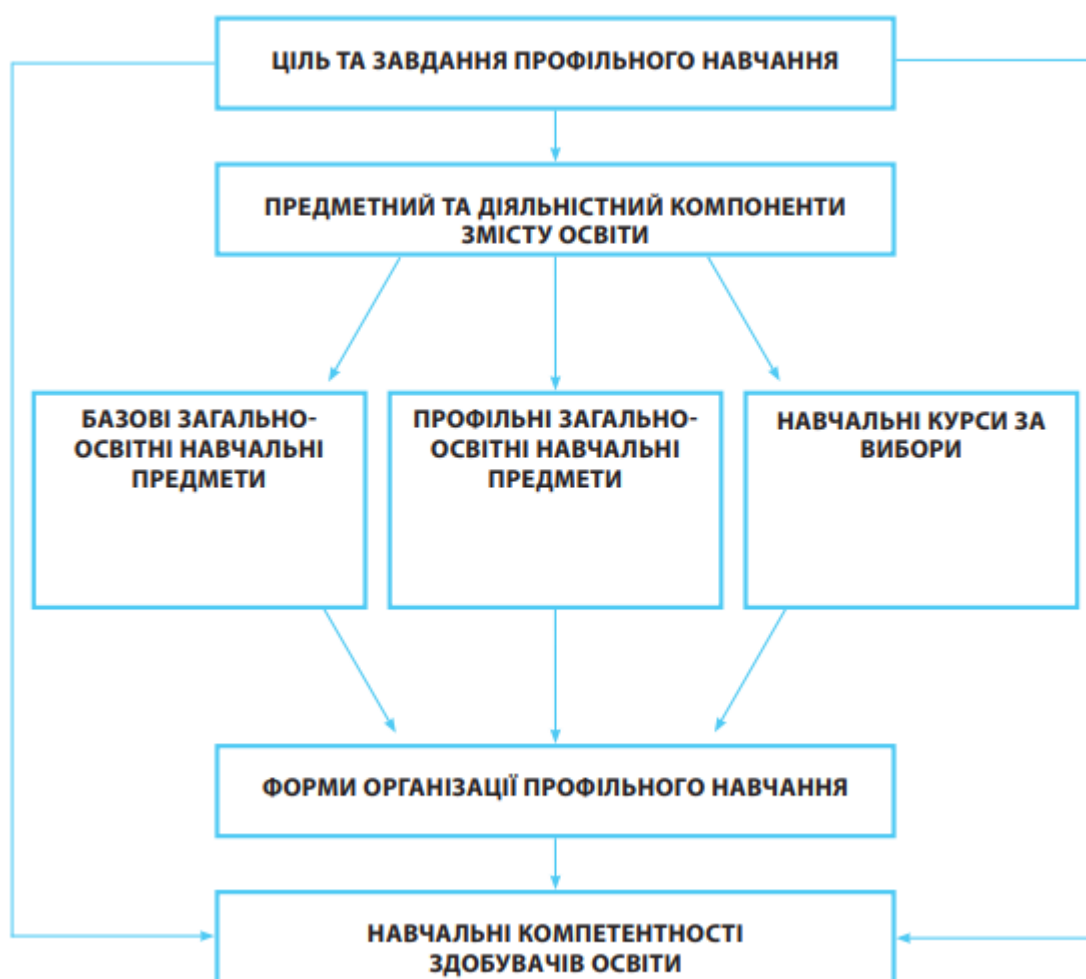 ЦІЛЬ ТА ЗАВДАННЯ ПРОФІЛЬНОГО НАВЧАННЯ
ПРЕДМЕТНИЙ ТА ДІЯЛЬНІСТНИЙ КОМПОНЕНТИ
ЗМІСТУ ОСВІТИ
БАЗОВІ ЗАГАЛЬНО-
ОСВІТНІ НАВЧАЛЬНІ
ПРЕДМЕТИ
ПРОФІЛЬНІ ЗАГАЛЬНО-
ОСВІТНІ НАВЧАЛЬНІ
ПРЕДМЕТИ
НАВЧАЛЬНІ КУРСИ ЗА
ВИБОРИ
ФОРМИ ОРГАНІЗАЦІЇ ПРОФІЛЬНОГО НАВЧАННЯ
НАВЧАЛЬНІ КОМПЕТЕНТНОСТІ
ЗДОБУВАЧІВ ОСВІТИ